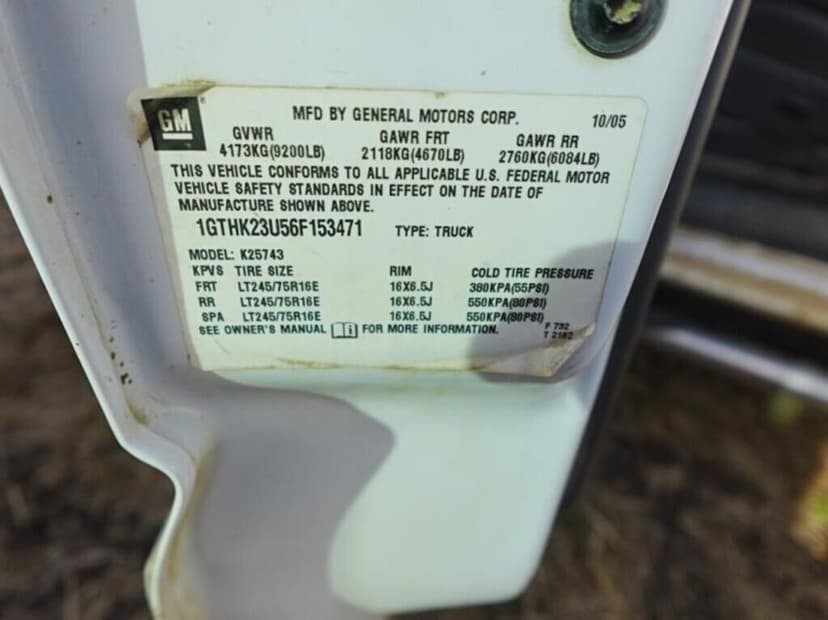 GM
MFD BY GENERAL MOTORS CORP. 10/05
GVWR GAWR FRT GAWR RR
4173KG(9200LB) 2118KG(4670LB) 2760KG(6084LB)
THIS VEHICLE CONFORMS TO ALL APPLICABLE U.S. FEDERAL MOTOR
VEHICLE SAFETY STANDARDS IN EFFECT ON THE DATE OF
MANUFACTURE SHOWN ABOVE.
1GTHK23U56F153471 TYPE: TRUCK
MODEL: K25743
KPVS TIRE SIZE RIM COLD TIRE PRESSURE
FRT LT245/75R16E 16X6.5J 380KPA(55PSI)
RR LT245/75R16E 16X6.5J 550KPA(80PSI)
SPA LT245/75R16E 16X6.5J 550KPA(80PSI)
SEE OWNER'S MANUAL FOR MORE INFORMATION. F 732
T 2182